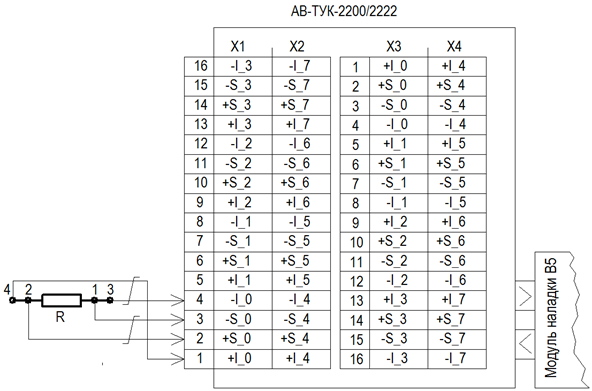 АВ-ТУК-2200/2222
X1 X2 X3 X4
16 -I_3 -I_7 1 +I_0 +I_4
15 -S_3 -S_7 2 +S_0 +S_4
14 +S_3 +S_7 3 -S_0 -S_4
13 +I_3 +I_7 4 -I_0 -I_4
12 -I_2 -I_6 5 +I_1 +I_5
11 -S_2 -S_6 6 +S_1 +S_5
10 +S_2 +S_6 7 -S_1 -S_5
9 +I_2 +I_6 8 -I_1 -I_5
8 -I_1 -I_5 9 +I_2 +I_6
7 -S_1 -S_5 10 +S_2 +S_6
6 +S_1 +S_5 11 -S_2 -S_6
5 +I_1 +I_5 12 -I_2 -I_6
4 -I_0 -I_4 13 +I_3 +I_7
3 -S_0 -S_4 14 +S_3 +S_7
2 +S_0 +S_4 15 -S_3 -S_7
1 +I_0 +I_4 16 -I_3 -I_7
4 2 1 3
R
Модуль наладки B5